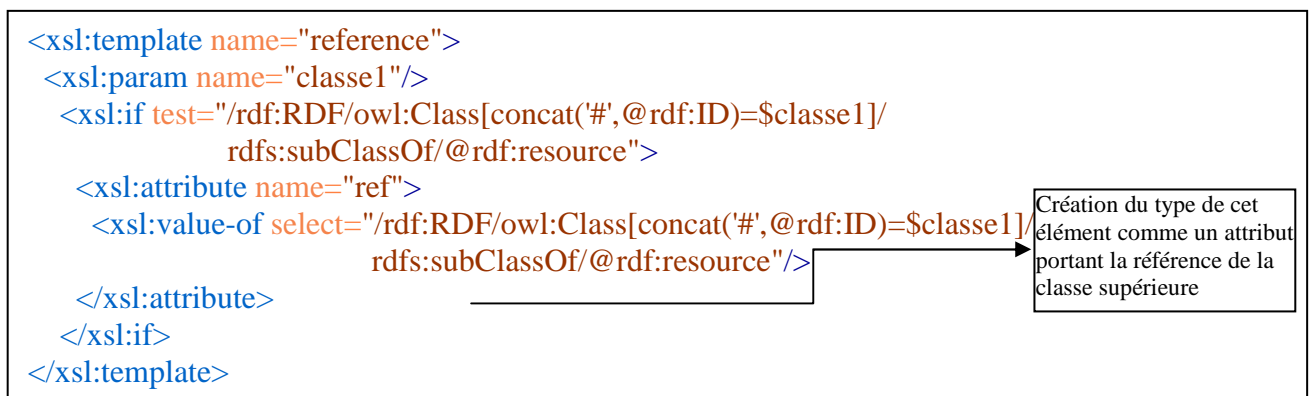 <xsl:template name="reference">
<xsl:param name="classe1"/>
<xsl:if test="/rdf:RDF/owl:Class[concat('#',@rdf:ID)=$classe1]/
rdfs:subClassOf/@rdf:resource">
<xsl:attribute name="ref">
<xsl:value-of select="/rdf:RDF/owl:Class[concat('#',@rdf:ID)=$classe1]/
rdfs:subClassOf/@rdf:resource"/>
</xsl:attribute>
</xsl:if>
</xsl:template>
Création du type de cet
élément comme un attribut
portant la référence de la
classe supérieure